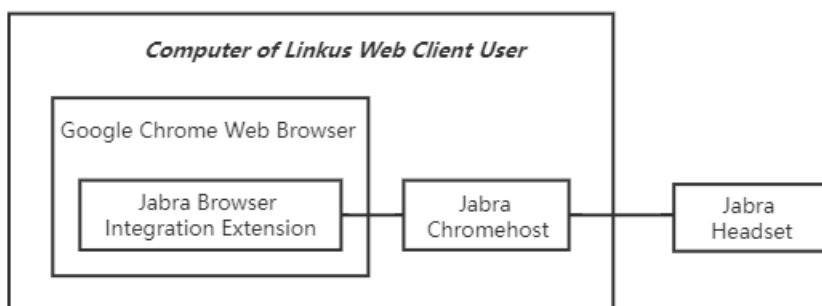 Computer of Linkus Web Client User
Google Chrome Web Browser
Jabra Browser
Integration Extension
Jabra
Chromehost
Jabra
Headset